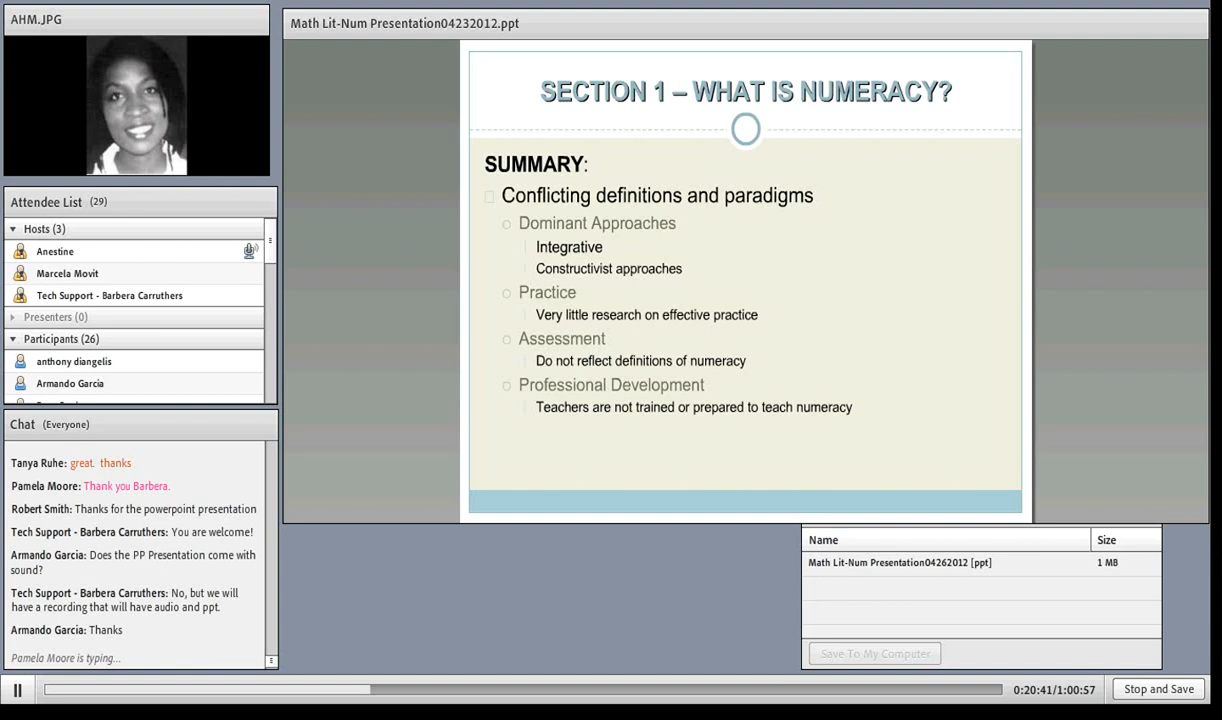 AHM.JPG
Math Lit-Num Presentation04232012.ppt
SECTION 1 – WHAT IS NUMERACY?
SUMMARY:
Conflicting definitions and paradigms
Dominant Approaches
Integrative
Constructivist approaches
Practice
Very little research on effective practice
Assessment
Do not reflect definitions of numeracy
Professional Development
Teachers are not trained or prepared to teach numeracy
Attendee List (29)
Hosts (3)
Anestine
Marcela Movit
Tech Support - Barbera Carruthers
Presenters (0)
Participants (26)
anthony diangelis
Armando Garcia
Chat (Everyone)
Tanya Ruhe: great. thanks
Pamela Moore: Thank you Barbera.
Robert Smith: Thanks for the powerpoint presentation
Tech Support - Barbera Carruthers: You are welcome!
Armando Garcia: Does the PP Presentation come with
sound?
Tech Support - Barbera Carruthers: No, but we will
have a recording that will have audio and ppt.
Armando Garcia: Thanks
Pamela Moore is typing...
Name Size
Math Lit-Num Presentation04262012 [ppt] 1 MB
Save To My Computer
0:20:41/1:00:57
Stop and Save